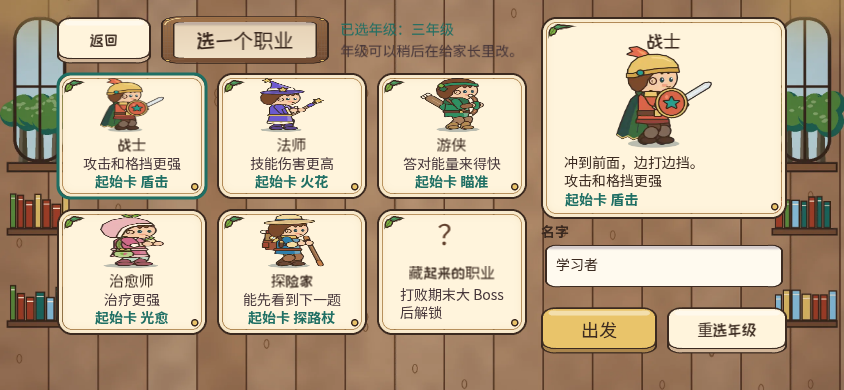 返回
选一个职业
已选年级：三年级
年级可以稍后在给家长里改。
战士
攻击和格挡更强
起始卡 盾击
法师
技能伤害更高
起始卡 火花
游侠
答对能量来得快
起始卡 瞄准
治愈师
治疗更强
起始卡 光愈
探险家
能先看到下一题
起始卡 探路杖
?
藏起来的职业
打败期末大 Boss
后解锁
战士
冲到前面，边打边挡。
攻击和格挡更强
起始卡 盾击
名字
学习者
出发
重选年级